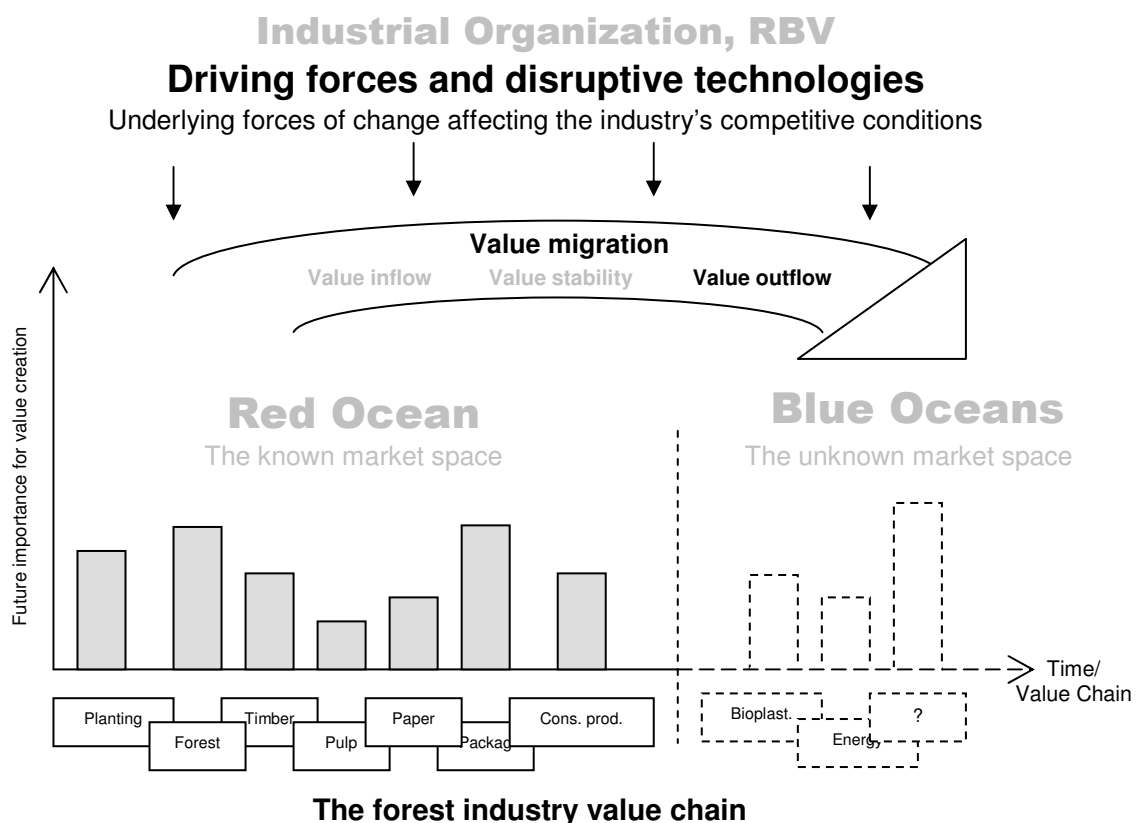 Industrial Organization, RBV
Driving forces and disruptive technologies
Underlying forces of change affecting the industry's competitive conditions
Value migration
Value inflow Value stability Value outflow
Future importance for value creation
Red Ocean
The known market space
Blue Oceans
The unknown market space
Time/
Value Chain
Planting
Forest
Timber
Pulp
Paper
Packag
Cons. prod.
Bioplast.
Energy
?
The forest industry value chain